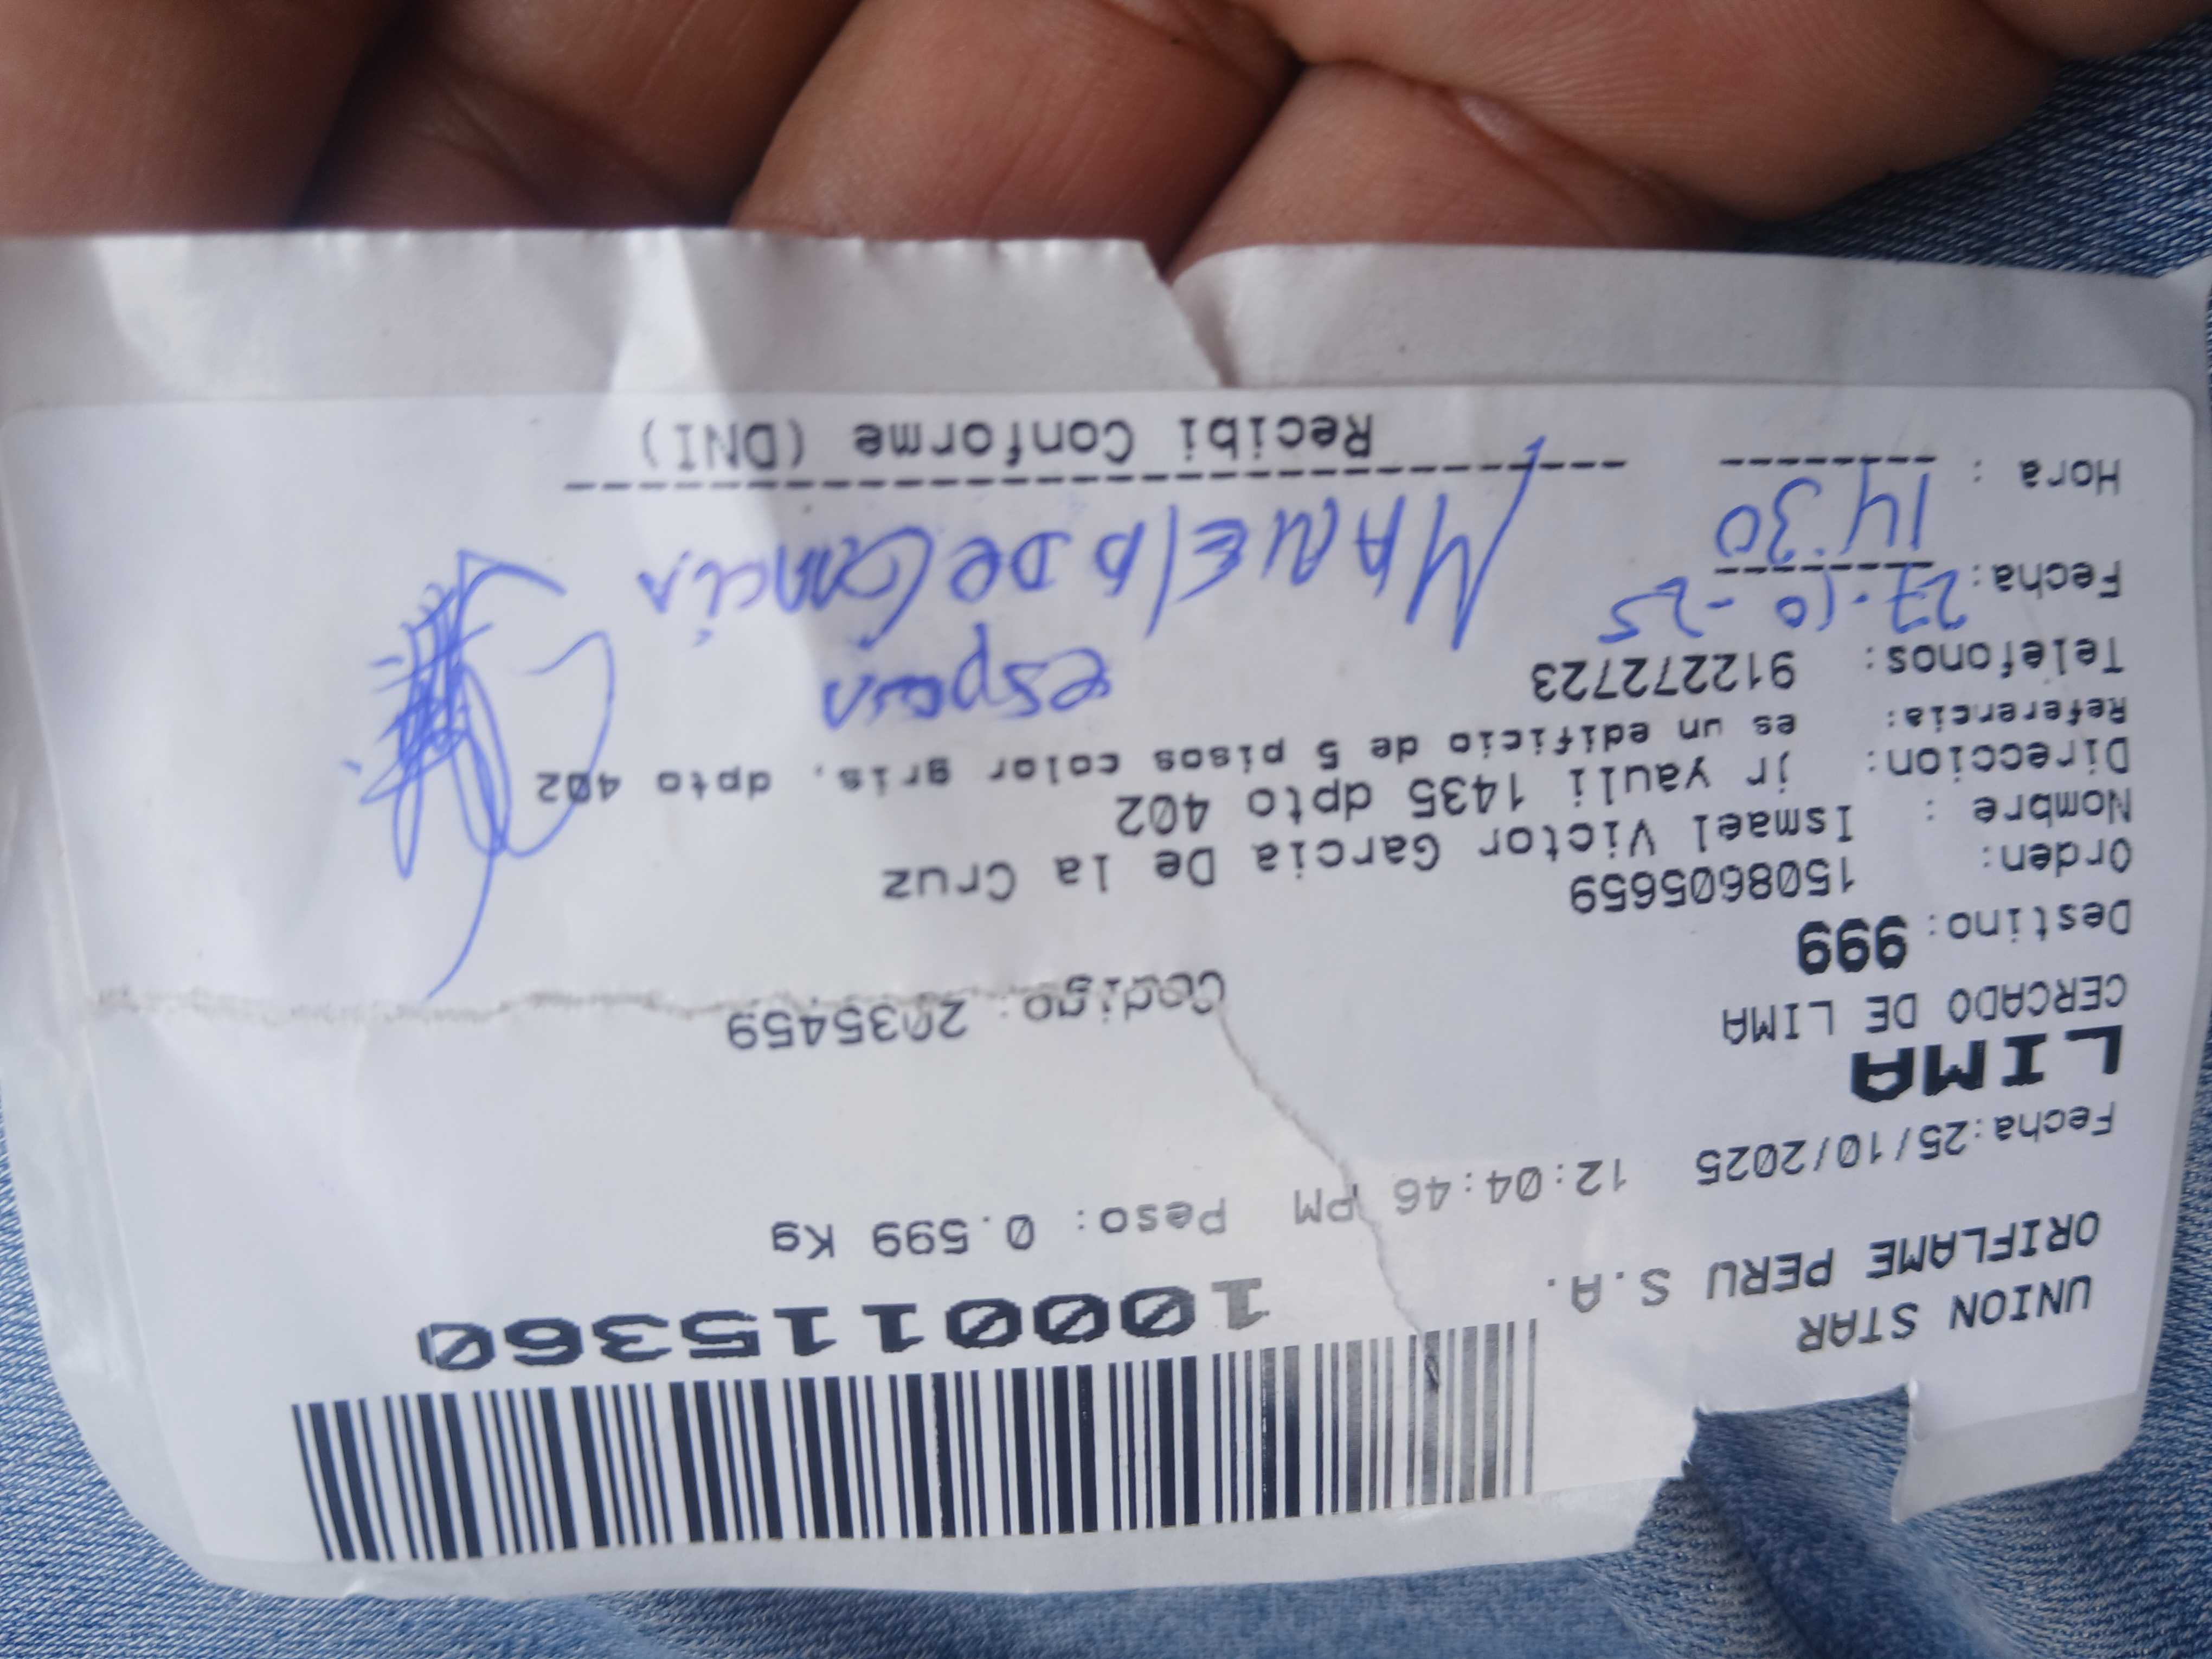 UNION STAR
ORIFLAME PERU S.A.
1000115360
Fecha:25/10/2025 12:04:46 PM Peso: 0.599 Kg
LIMA
CERCADO DE LIMA
Codigo: 2035459
Destino: 999
Orden: 1508605659
Nombre : Ismael Victor Garcia De la Cruz
Direccion: jr yauli 1435 dpto 402
Referencia: es un edificio de 5 pisos color gris, dpto 402
Telefonos: 912272723
Fecha: 27-10-25
Hora : 14:30
MANUELA DE García
Recibi Conforme (DNI)